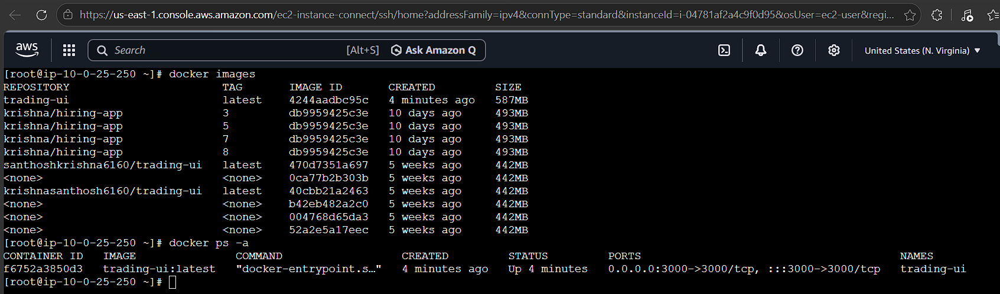 https://us-east-1.console.aws.amazon.com/ec2-instance-connect/ssh/home?addressFamily=ipv4&connType=standard&instanceId=i-04781af2a4c9f0d95&osUser=ec2-user&regi...
aws Search [Alt+S] Ask Amazon Q United States (N. Virginia)
[root@ip-10-0-25-250 ~]# docker images
REPOSITORY TAG IMAGE ID CREATED SIZE
trading-ui latest 4244aadbc95c 4 minutes ago 587MB
krishna/hiring-app 3 db9959425c3e 10 days ago 493MB
krishna/hiring-app 5 db9959425c3e 10 days ago 493MB
krishna/hiring-app 7 db9959425c3e 10 days ago 493MB
krishna/hiring-app 8 db9959425c3e 10 days ago 493MB
santhoshkrishna6160/trading-ui latest 470d7351a697 5 weeks ago 442MB
<none> <none> 0ca77b2b303b 5 weeks ago 442MB
krishnasanthosh6160/trading-ui latest 40cbb21a2463 5 weeks ago 442MB
<none> <none> b42eb482a2c0 5 weeks ago 442MB
<none> <none> 004768d65da3 5 weeks ago 442MB
<none> <none> 52a2e5a17eec 5 weeks ago 442MB
[root@ip-10-0-25-250 ~]# docker ps -a
CONTAINER ID IMAGE COMMAND CREATED STATUS PORTS NAMES
f6752a3850d3 trading-ui:latest "docker-entrypoint.s…" 4 minutes ago Up 4 minutes 0.0.0.0:3000->3000/tcp, :::3000->3000/tcp trading-ui
[root@ip-10-0-25-250 ~]#